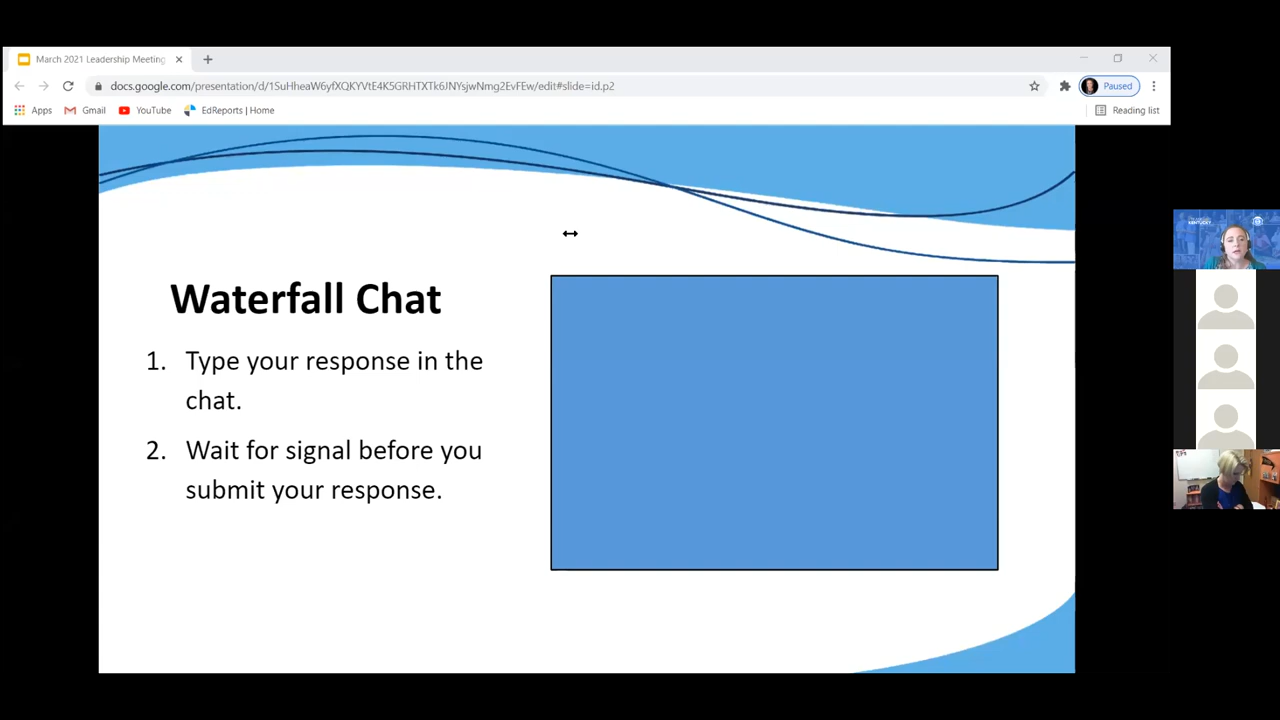 March 2021 Leadership Meeting
docs.google.com/presentation/d/1SuHheaW6yfXQKYVtE4K5GRHTXTk6JNYsjwNmg2EvFEw/edit#slide=id.p2
Paused
Apps
Gmail
YouTube
EdReports | Home
Reading list
KENTUCKY
Waterfall Chat
1. Type your response in the
chat.
2. Wait for signal before you
submit your response.